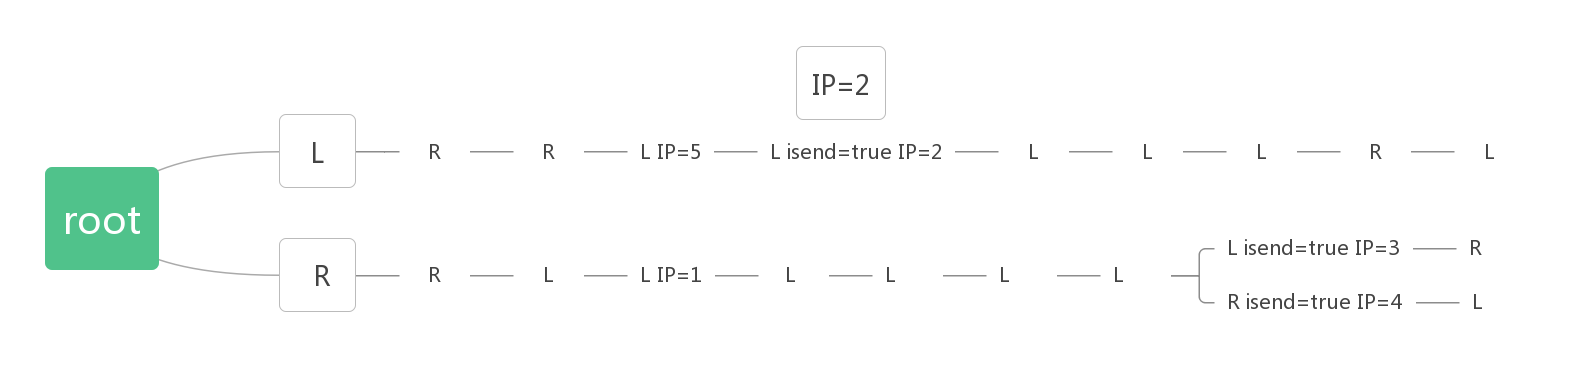 IP=2
L R R L IP=5 L isend=true IP=2 L L L R L
root
R R L L IP=1 L L L L
L isend=true IP=3 R
R isend=true IP=4 L